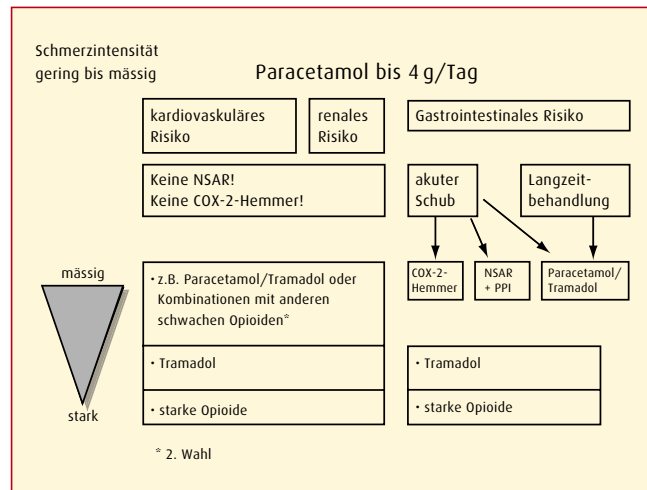 Schmerzintensität
gering bis mässig
Paracetamol bis 4 g/Tag
kardiovaskuläres
Risiko
renales
Risiko
Gastrointestinales Risiko
Keine NSAR!
Keine COX-2-Hemmer!
akuter
Schub
Langzeit-
behandlung
COX-2-
Hemmer
NSAR
+ PPI
Paracetamol/
Tramadol
mässig
stark
· z.B. Paracetamol/Tramadol oder
Kombinationen mit anderen
schwachen Opioiden*
· Tramadol
· starke Opioide
· Tramadol
· starke Opioide
* 2. Wahl